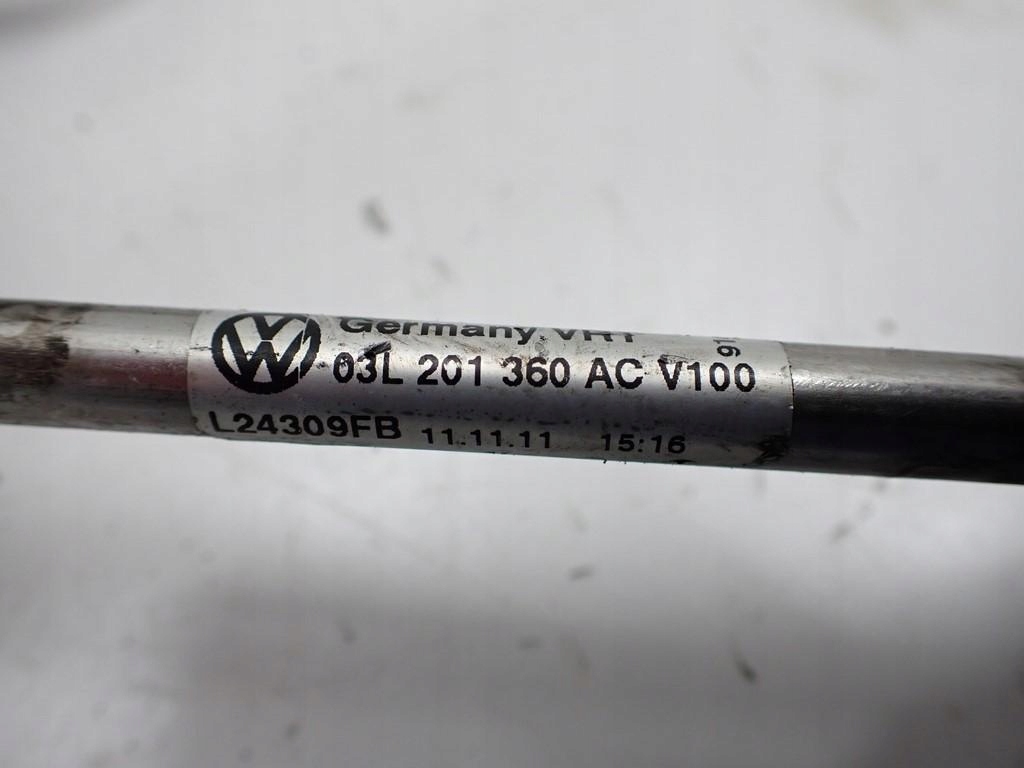 Germany VRT
03L 201 360 AC V100
L24309FB 11.11.11 15:16